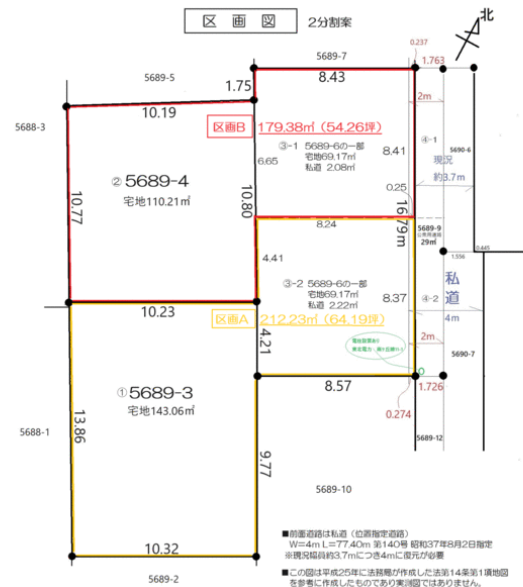 区画図 2分割案
北
5689-7
0.237
1.763
8.43
5689-5
1.75
2m
10.19
5688-3
区画B 179.38㎡(54.26坪)
③-1 5689-6の一部
宅地69.17㎡
私道 2.08㎡
④-1
5690-6
8.41
現況
約3.7m
6.65
② 5689-4
宅地110.21㎡
10.77
10.80
0.25
16.79m
8.24
5689-9
29㎡
0.445
1.556
4.41
③-2 5689-6の一部
宅地69.17㎡
私道 2.22㎡
私道
④-2
8.37
4m
10.23
区画A 212.23㎡(64.19坪)
4.21
2m
5690-7
① 5689-3
宅地143.06㎡
8.57
1.726
0.274
5688-1
13.86
5689-12
9.77
5689-10
10.32
5689-2
■前面道路は私道(位置指定道路)
W=4m L=77.40m 第140号 昭和37年8月2日指定
※現況幅員約3.7mにつき4mに復元が必要
■この図は平成25年に法務局が作成した法第14条第1項地図
を参考に作成したものであり実測図ではありません。